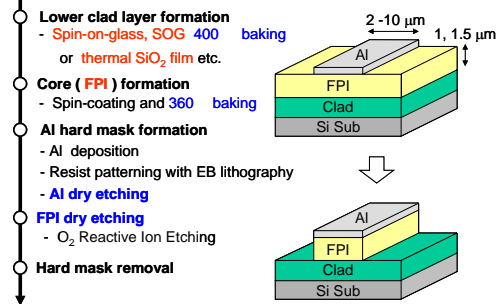 Lower clad layer formation
- Spin-on-glass, SOG 400 baking
or thermal SiO2 film etc.
Core ( FPI ) formation
- Spin-coating and 360 baking
Al hard mask formation
- Al deposition
- Resist patterning with EB lithography
- Al dry etching
FPI dry etching
- O2 Reactive Ion Etching
Hard mask removal
2 -10 μm
1, 1.5 μm
Al
FPI
Clad
Si Sub
Al
FPI
Clad
Si Sub